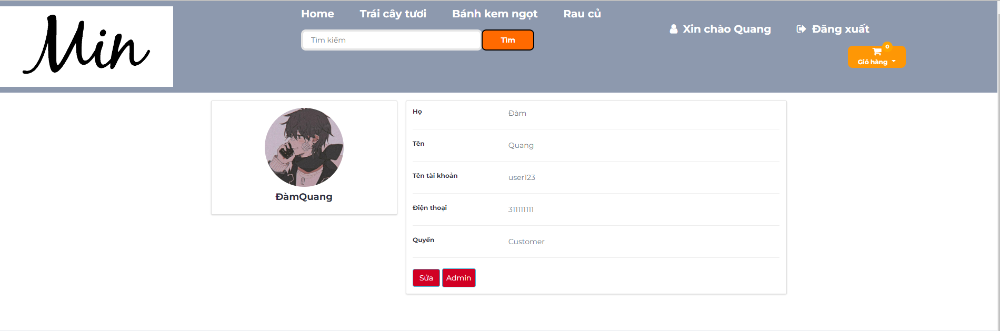 Min
Home Trái cây tươi Bánh kem ngọt Rau củ
Tìm kiếm Tìm
Xin chào Quang Đăng xuất
0
Giỏ hàng
ĐàmQuang
Họ Đàm
Tên Quang
Tên tài khoản user123
Điện thoại 311111111
Quyền Customer
Sửa Admin